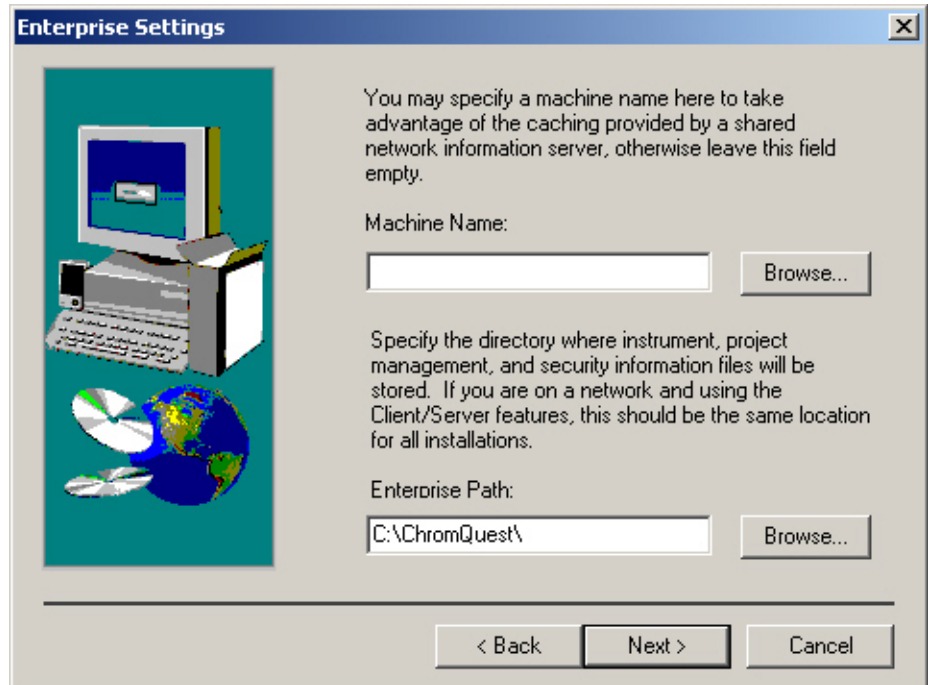 Enterprise Settings
You may specify a machine name here to take
advantage of the caching provided by a shared
network information server, otherwise leave this field
empty.
Machine Name:
Browse...
Specify the directory where instrument, project
management, and security information files will be
stored. If you are on a network and using the
Client/Server features, this should be the same location
for all installations.
Enterprise Path:
C:\ChromQuest\
Browse...
< Back
Next >
Cancel